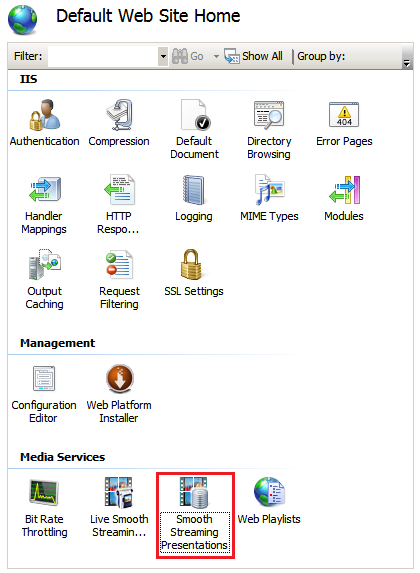 Default Web Site Home
Filter: Go Show All Group by:
IIS
Authentication Compression Default Document Directory Browsing Error Pages
404
Handler Mappings HTTP Respo... Logging MIME Types Modules
Output Caching Request Filtering SSL Settings
Management
Configuration Editor Web Platform Installer
Media Services
Bit Rate Throttling Live Smooth Streamin... Smooth Streaming Presentations Web Playlists